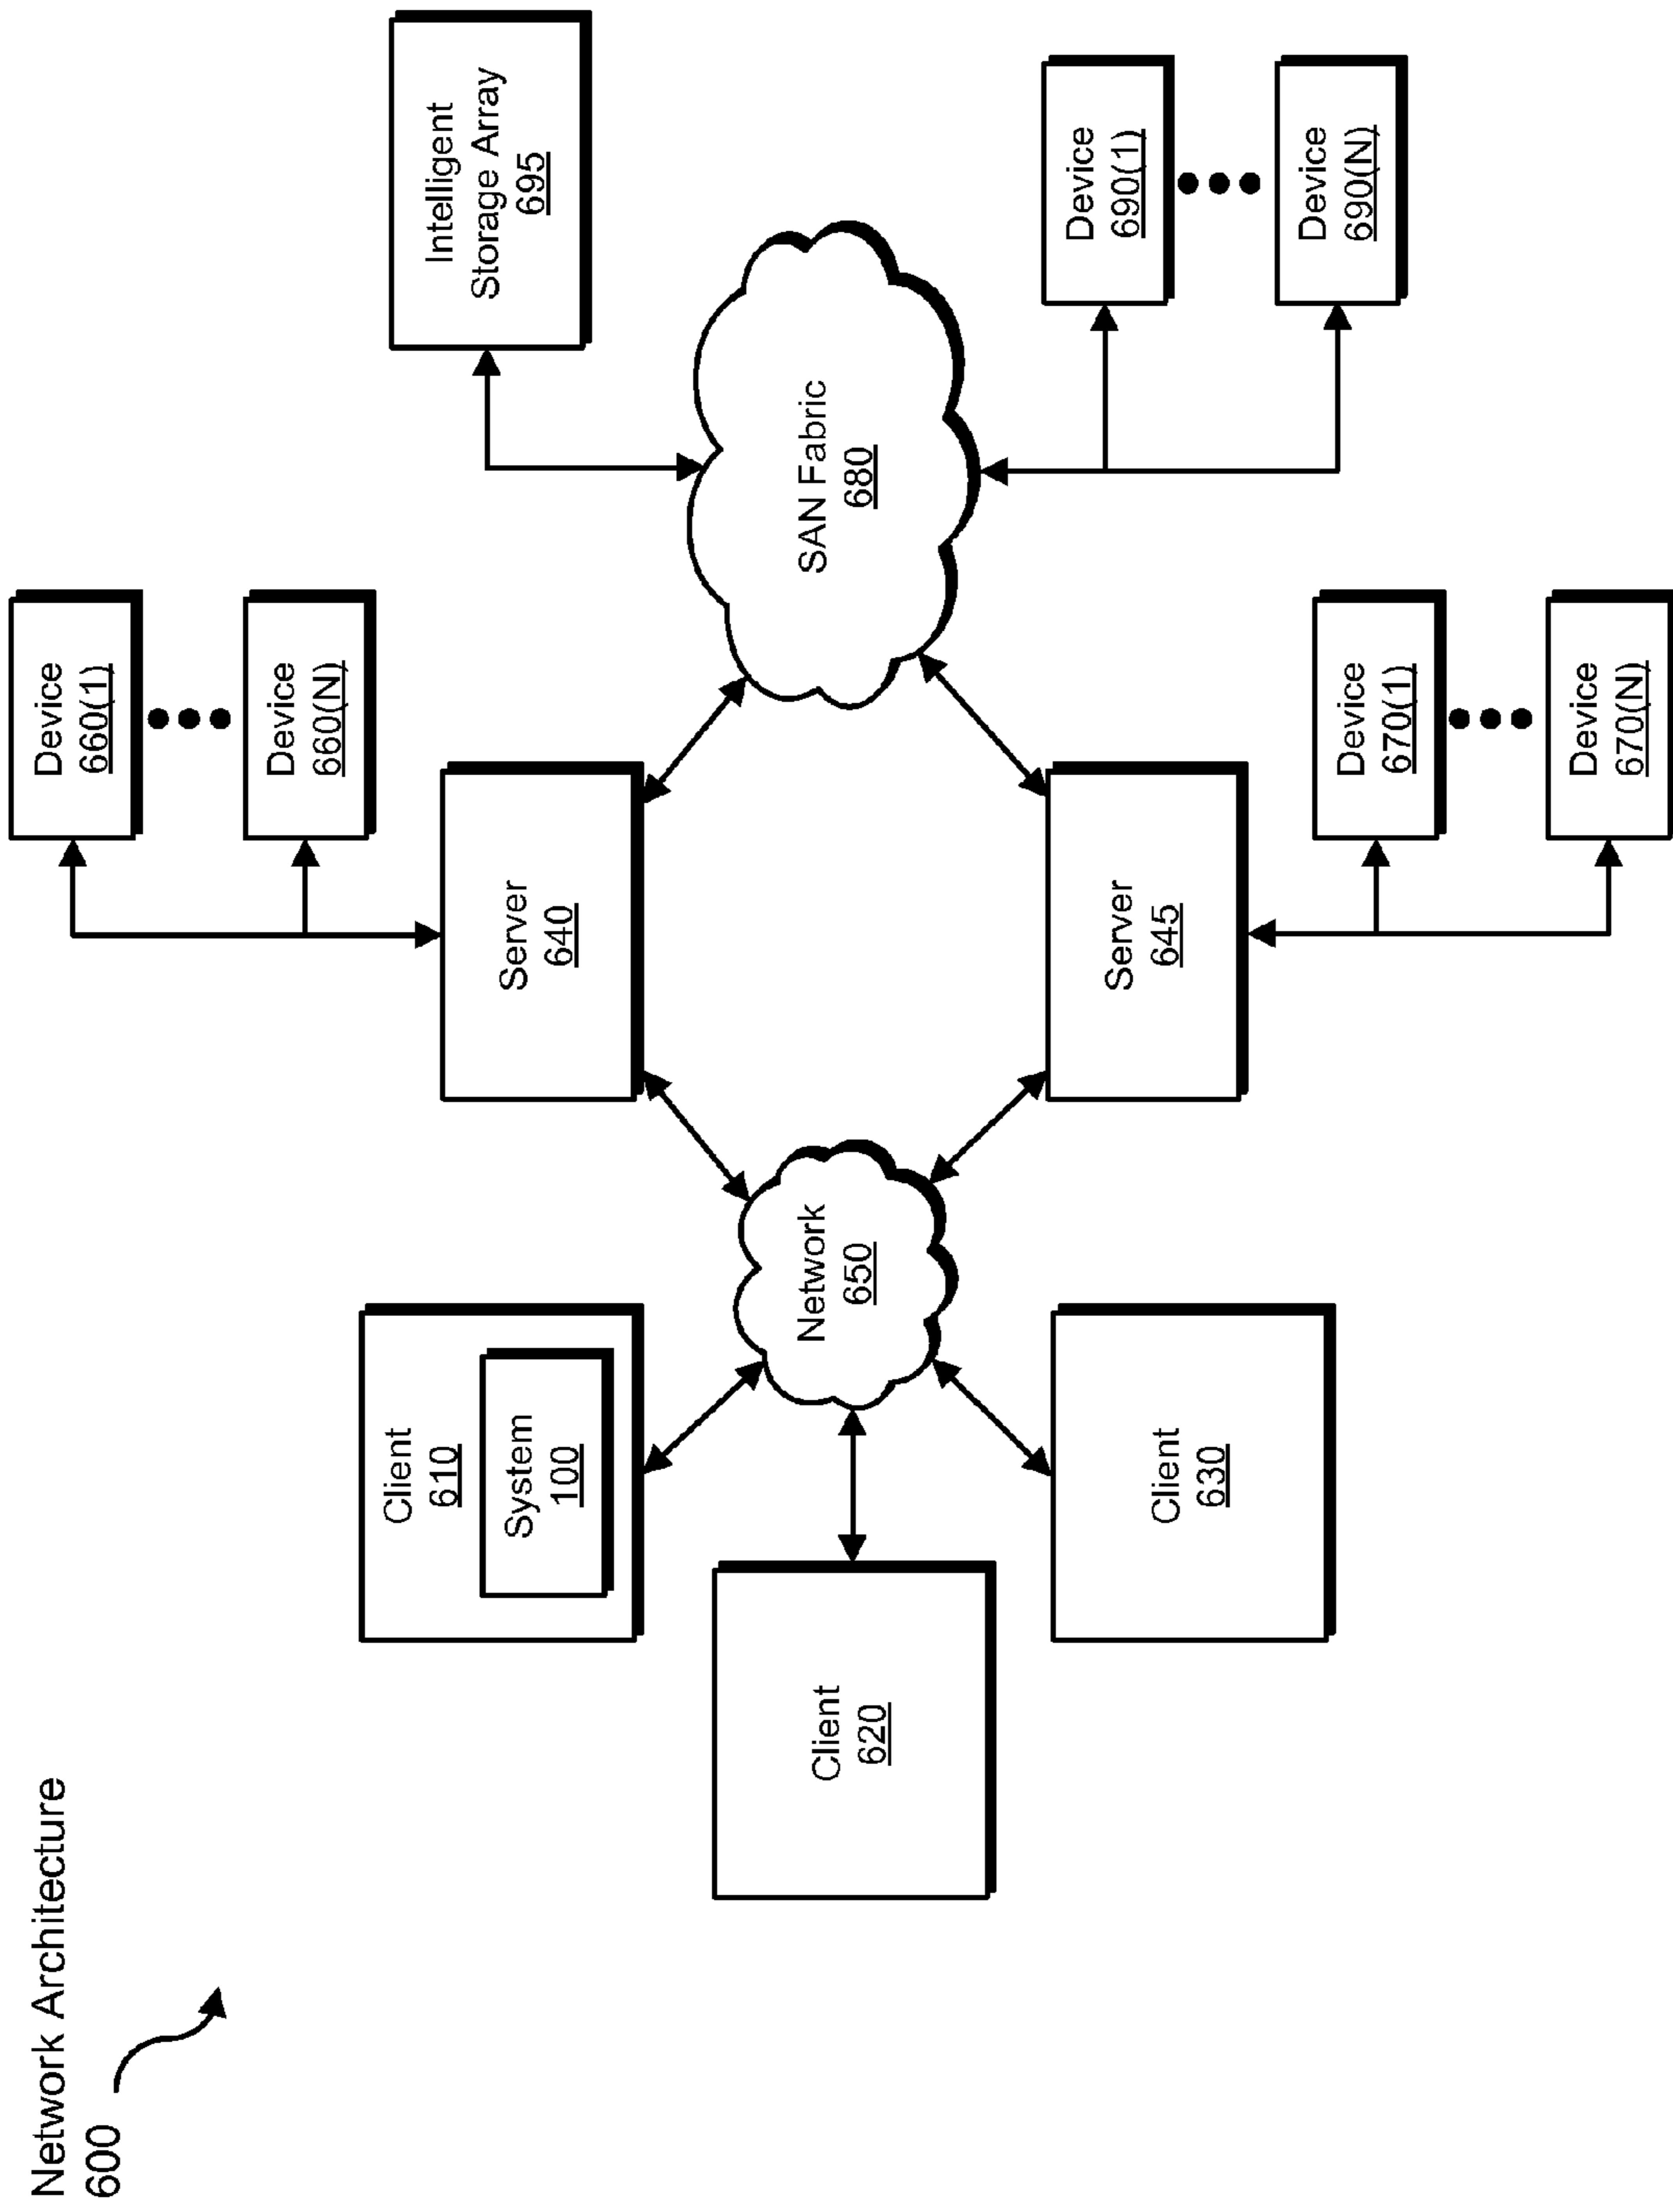 Network Architecture
600
Device
660(1)
Device
660(N)
Intelligent
Storage Array
695
Client
610
System
100
Server
640
Client
620
Network
650
SAN Fabric
680
Client
630
Server
645
Device
690(1)
Device
690(N)
Device
670(1)
Device
670(N)